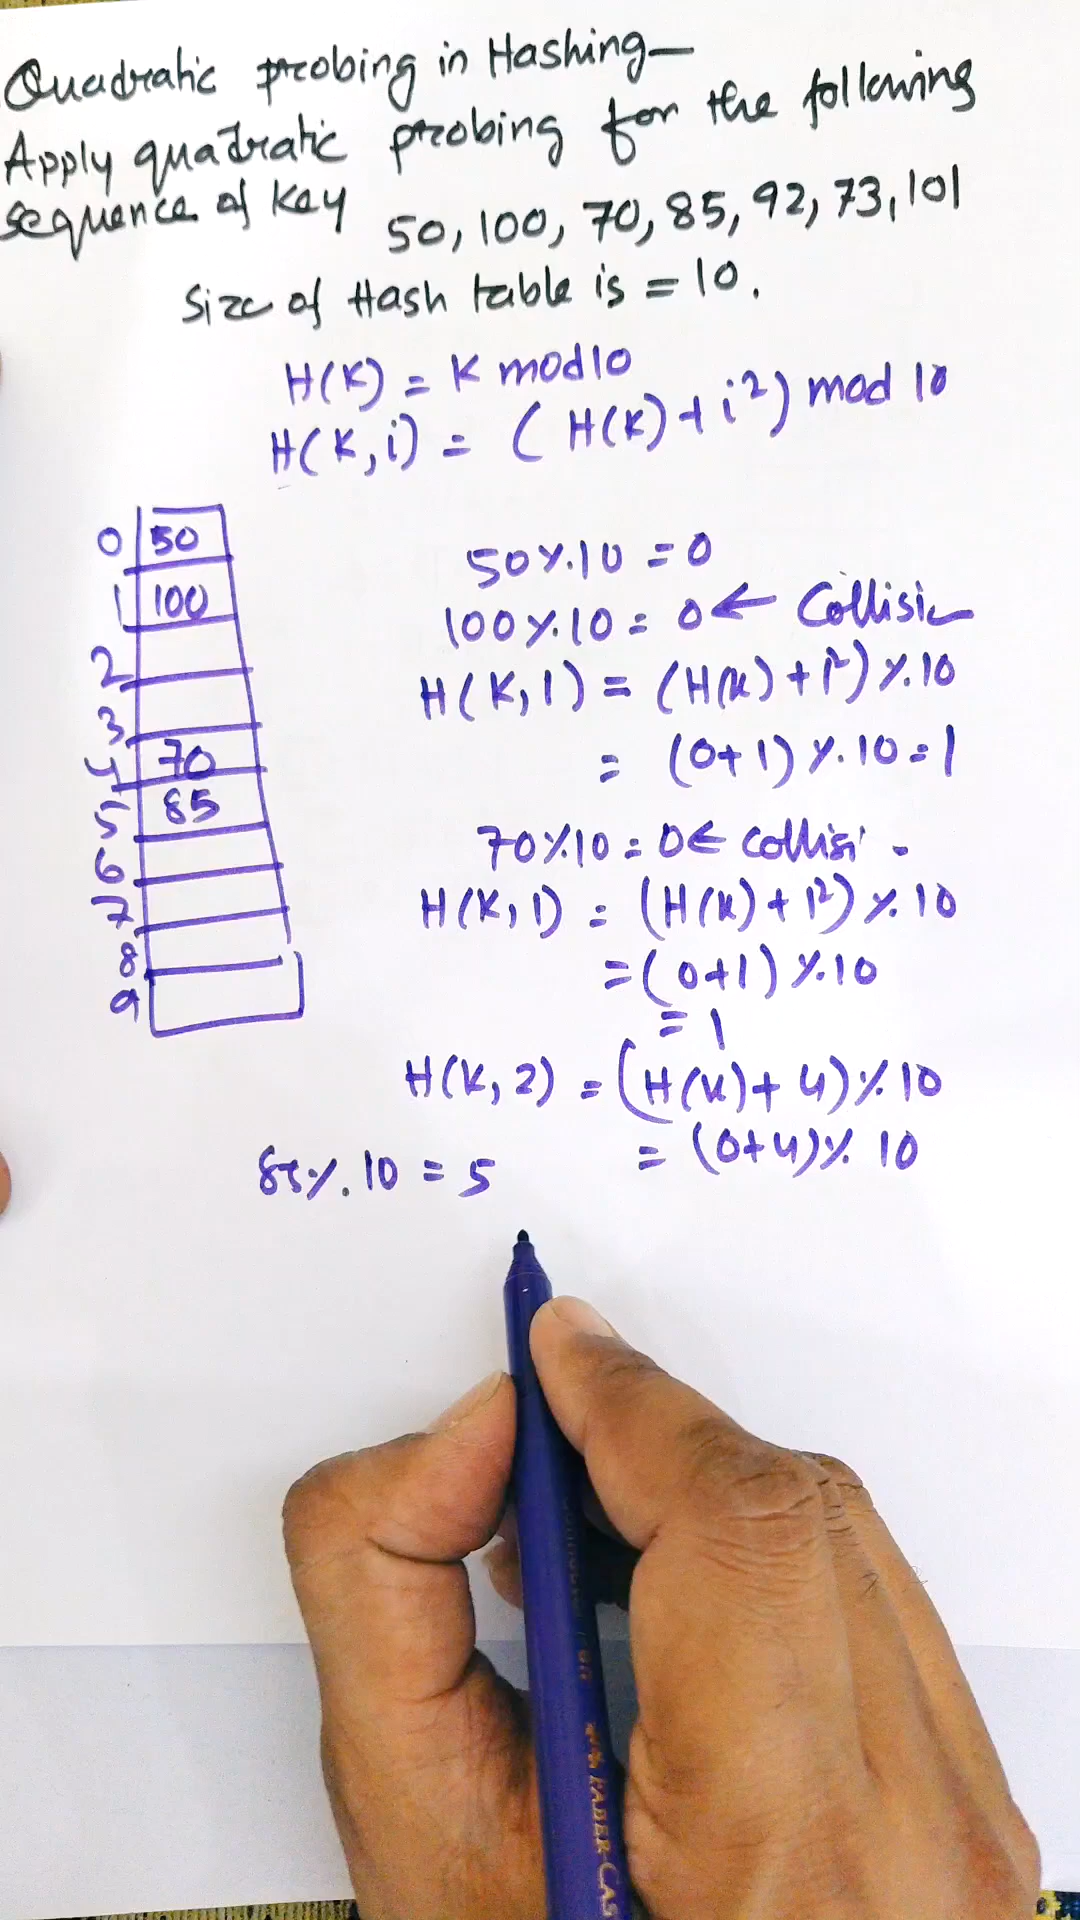 Quadratic probing in Hashing—
Apply quadratic probing for the following
sequence of key 50, 100, 70, 85, 92, 73, 101
Size of Hash table is = 10.
H(K) = K mod 10
H(K, i) = (H(K) + i²) mod 10
0 50
1 100
2
3
4 70
5 85
6
7
8
9
50 % 10 = 0
100 % 10 = 0 ← Collisio
H(K, 1) = (H(K) + 1²) % 10
= (0+1) % 10 = 1
70 % 10 = 0 ← Collisi
H(K, 1) = (H(K) + 1²) % 10
= (0+1) % 10
= 1
H(K, 2) = (H(K) + 4) % 10
= (0+4) % 10
85 % 10 = 5
FABER-CAS